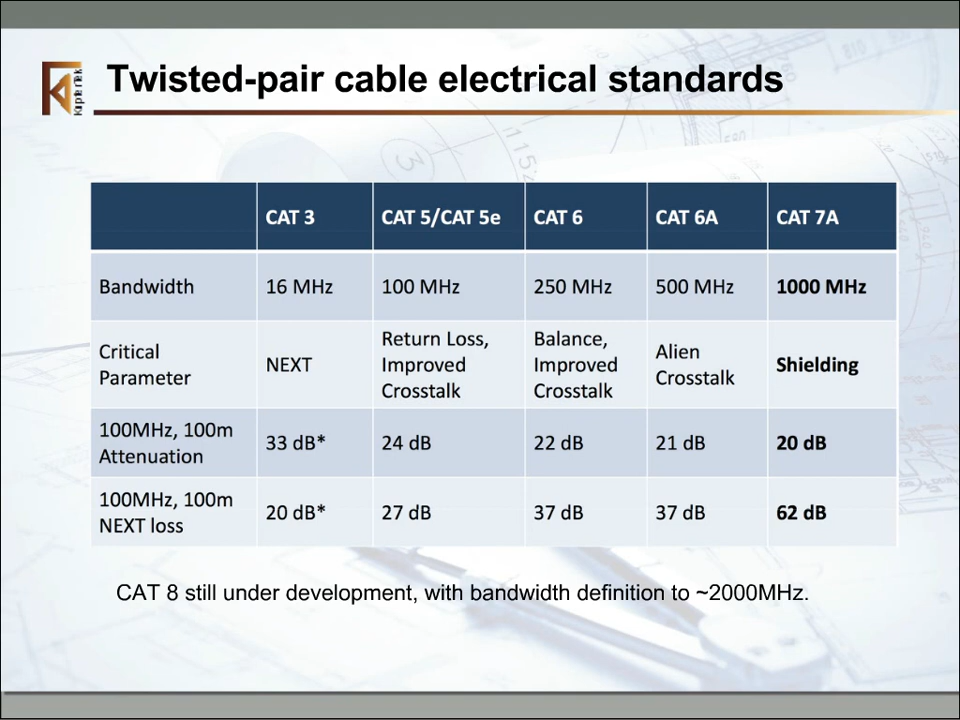 Twisted-pair cable electrical standards
KupferTek
CAT 3 CAT 5/CAT 5e CAT 6 CAT 6A CAT 7A
Bandwidth 16 MHz 100 MHz 250 MHz 500 MHz 1000 MHz
Critical Parameter NEXT Return Loss, Improved Crosstalk Balance, Improved Crosstalk Alien Crosstalk Shielding
100MHz, 100m Attenuation 33 dB* 24 dB 22 dB 21 dB 20 dB
100MHz, 100m NEXT loss 20 dB* 27 dB 37 dB 37 dB 62 dB
CAT 8 still under development, with bandwidth definition to ~2000MHz.